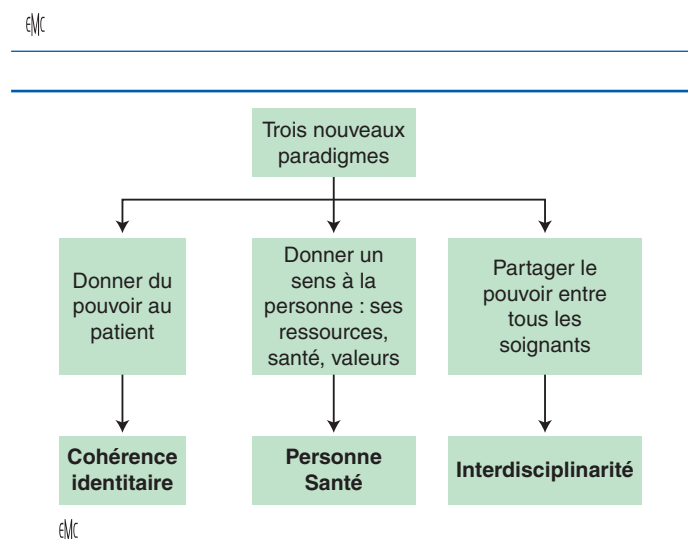 EMC
Trois nouveaux
paradigmes
Donner du
pouvoir au
patient
Donner un
sens à la
personne : ses
ressources,
santé, valeurs
Partager le
pouvoir entre
tous les
soignants
Cohérence
identitaire
Personne
Santé
Interdisciplinarité
EMC